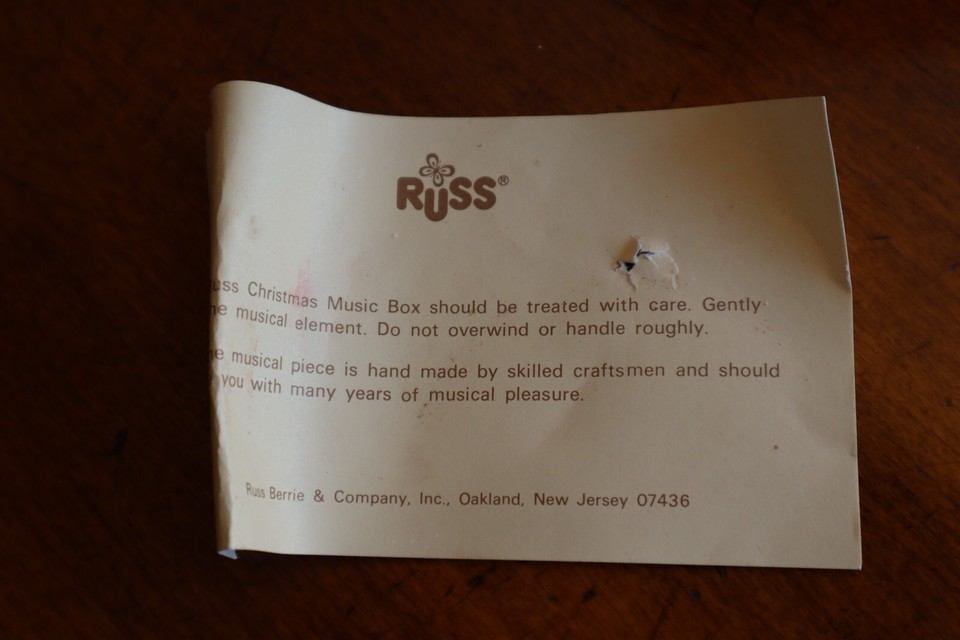 RUSS®
uss Christmas Music Box should be treated with care. Gently
he musical element. Do not overwind or handle roughly.
e musical piece is hand made by skilled craftsmen and should
you with many years of musical pleasure.
Russ Berrie & Company, Inc., Oakland, New Jersey 07436